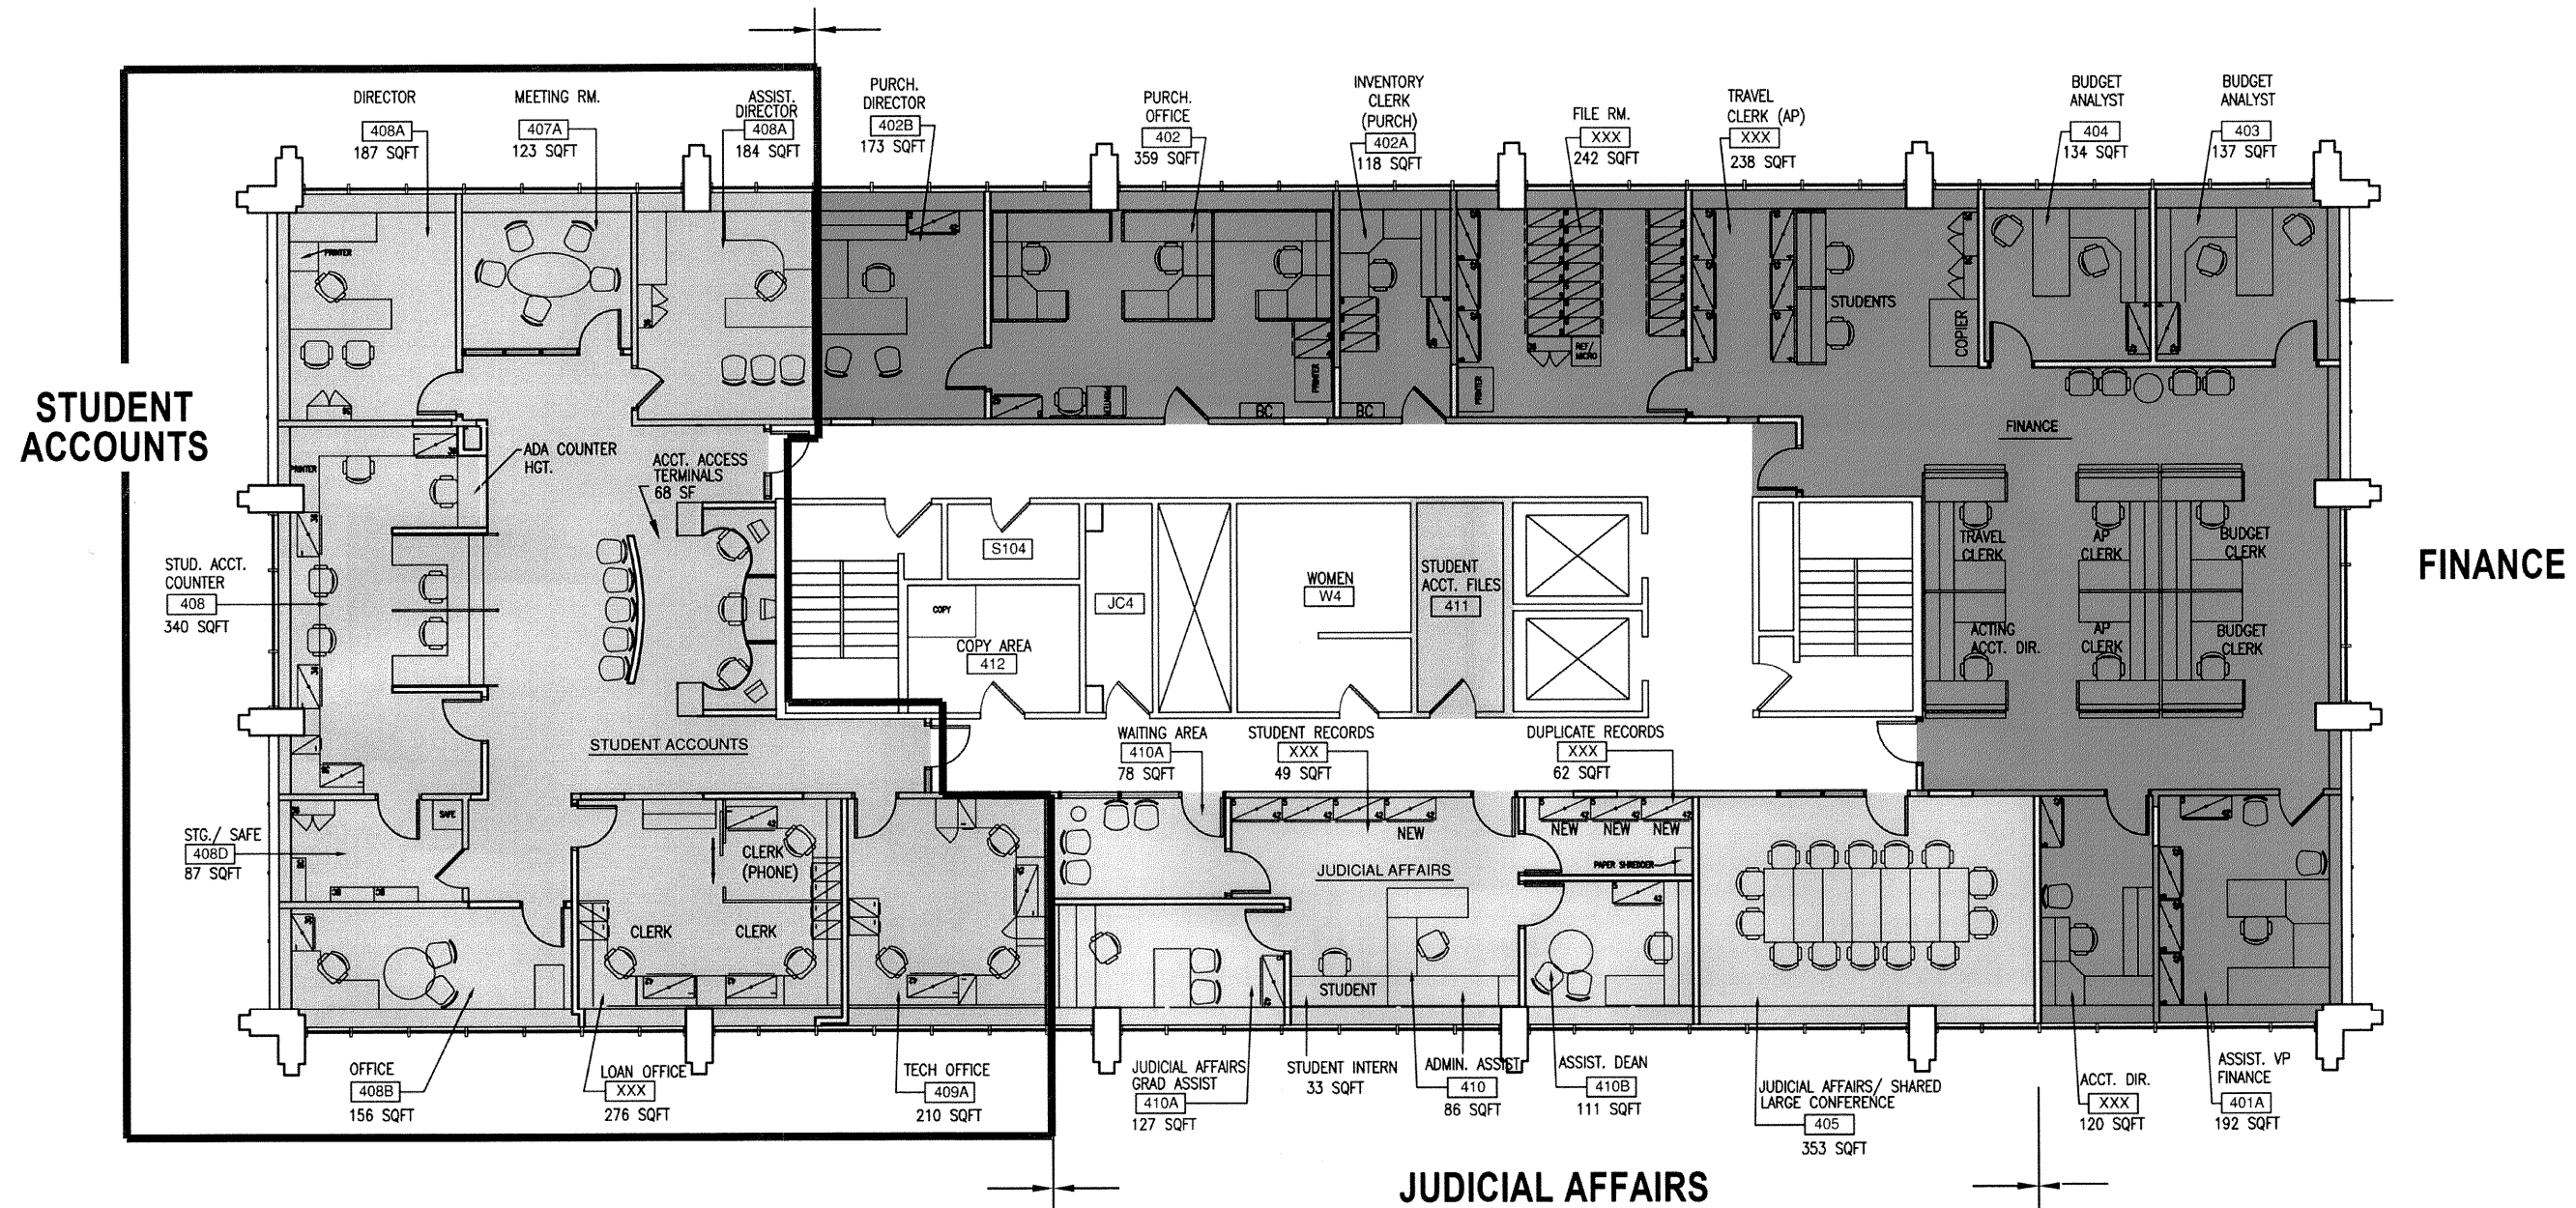 DIRECTOR
408A
187 SQFT
MEETING RM.
407A
123 SQFT
ASSIST.
DIRECTOR
408A
184 SQFT
PURCH.
DIRECTOR
402B
173 SQFT
PURCH.
OFFICE
402
359 SQFT
INVENTORY
CLERK
(PURCH)
402A
118 SQFT
FILE RM.
XXX
242 SQFT
TRAVEL
CLERK (AP)
XXX
238 SQFT
BUDGET
ANALYST
404
134 SQFT
BUDGET
ANALYST
403
137 SQFT
PRINTER
STUDENTS
COPIER
REF/
MICRO
PRINTER
PRINTER
PRINTER
BC
BC
STUDENT
ACCOUNTS
PRINTER
ADA COUNTER
HGT.
ACCT. ACCESS
TERMINALS
68 SF
FINANCE
STUD. ACCT.
COUNTER
408
340 SQFT
S104
COPY
COPY AREA
412
JC4
WOMEN
W4
STUDENT
ACCT. FILES
411
TRAVEL
CLERK
AP
CLERK
BUDGET
CLERK
ACTING
ACCT. DIR.
AP
CLERK
BUDGET
CLERK
FINANCE
STUDENT ACCOUNTS
WAITING AREA
410A
78 SQFT
STUDENT RECORDS
XXX
49 SQFT
DUPLICATE RECORDS
XXX
62 SQFT
STG./ SAFE
408D
87 SQFT
SAFE
CLERK
(PHONE)
CLERK
CLERK
NEW
NEW
NEW
NEW
PAPER SHREDDER
JUDICIAL AFFAIRS
STUDENT
OFFICE
408B
156 SQFT
LOAN OFFICE
XXX
276 SQFT
TECH OFFICE
409A
210 SQFT
JUDICIAL AFFAIRS
GRAD ASSIST
410A
127 SQFT
STUDENT INTERN
33 SQFT
ADMIN. ASSIST
410
86 SQFT
ASSIST. DEAN
410B
111 SQFT
JUDICIAL AFFAIRS/ SHARED
LARGE CONFERENCE
405
353 SQFT
ACCT. DIR.
XXX
120 SQFT
ASSIST. VP
FINANCE
401A
192 SQFT
JUDICIAL AFFAIRS